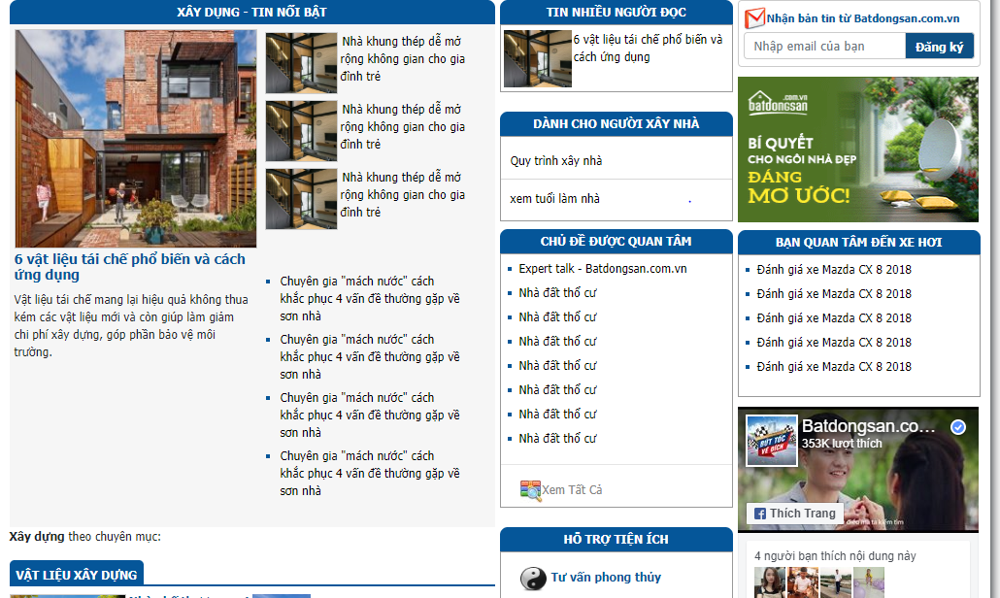 XÂY DỰNG - TIN NỔI BẬT
6 vật liệu tái chế phổ biến và cách
ứng dụng
Vật liệu tái chế mang lại hiệu quả không thua
kém các vật liệu mới và còn giúp làm giảm
chi phí xây dựng, góp phần bảo vệ môi
trường.
Nhà khung thép dễ mở
rộng không gian cho gia
đình trẻ
Nhà khung thép dễ mở
rộng không gian cho gia
đình trẻ
Nhà khung thép dễ mở
rộng không gian cho gia
đình trẻ
Chuyên gia "mách nước" cách
khắc phục 4 vấn đề thường gặp về
sơn nhà
Chuyên gia "mách nước" cách
khắc phục 4 vấn đề thường gặp về
sơn nhà
Chuyên gia "mách nước" cách
khắc phục 4 vấn đề thường gặp về
sơn nhà
Chuyên gia "mách nước" cách
khắc phục 4 vấn đề thường gặp về
sơn nhà
Xây dựng theo chuyên mục:
VẬT LIỆU XÂY DỰNG
TIN NHIỀU NGƯỜI ĐỌC
6 vật liệu tái chế phổ biến và
cách ứng dụng
DÀNH CHO NGƯỜI XÂY NHÀ
Quy trình xây nhà
xem tuổi làm nhà .
CHỦ ĐỀ ĐƯỢC QUAN TÂM
Expert talk - Batdongsan.com.vn
Nhà đất thổ cư
Nhà đất thổ cư
Nhà đất thổ cư
Nhà đất thổ cư
Nhà đất thổ cư
Nhà đất thổ cư
Nhà đất thổ cư
Xem Tất Cả
HỖ TRỢ TIỆN ÍCH
Tư vấn phong thủy
Nhận bản tin từ Batdongsan.com.vn
Nhập email của bạn
Đăng ký
.com.vn
batdongsan
BÍ QUYẾT
CHO NGÔI NHÀ ĐẸP
ĐÁNG
MƠ ƯỚC!
BẠN QUAN TÂM ĐẾN XE HƠI
Đánh giá xe Mazda CX 8 2018
Đánh giá xe Mazda CX 8 2018
Đánh giá xe Mazda CX 8 2018
Đánh giá xe Mazda CX 8 2018
Đánh giá xe Mazda CX 8 2018
BỨT TỐC
VỀ ĐÍCH
Batdongsan.co...
353K lượt thích
Thích Trang
điều mà ta kiếm tìm
4 người bạn thích nội dung này